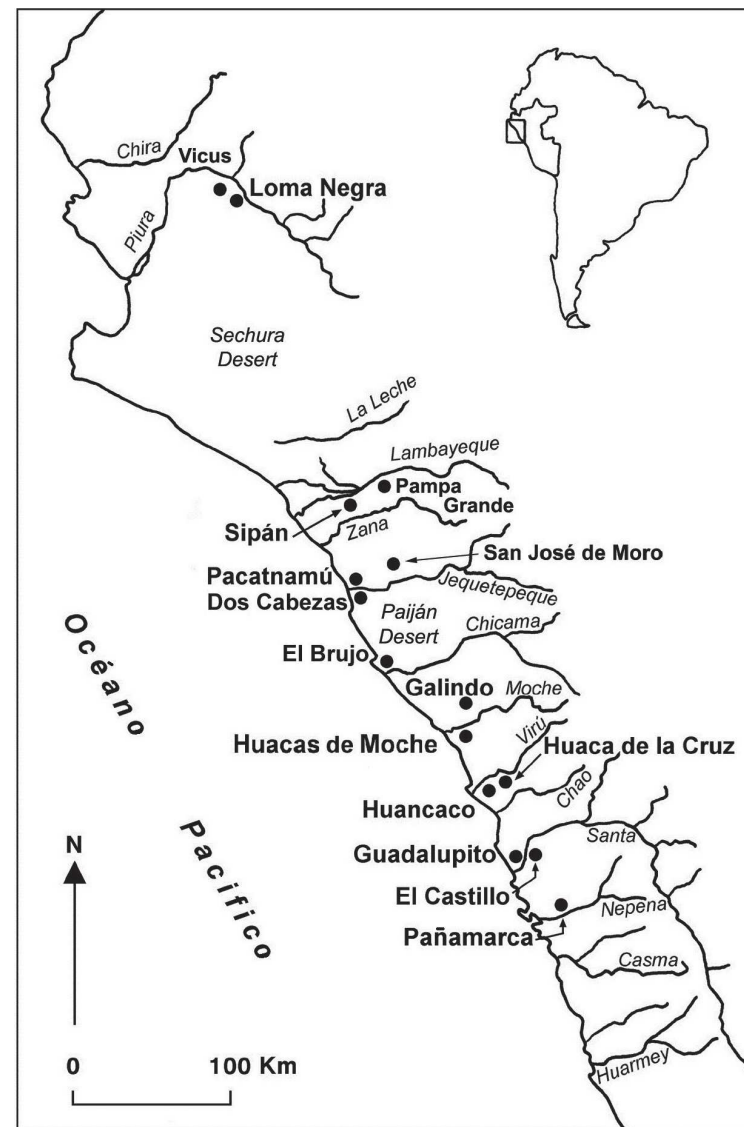 Chira
Vicus
Loma Negra
Piura
Sechura
Desert
La Leche
Lambayeque
Pampa
Grande
Sipán
Zana
San José de Moro
Pacatnamú
Jequetepeque
Dos Cabezas
Paiján
Desert
Chicama
El Brujo
Océano
Galindo
Moche
Huacas de Moche
Virú
Huaca de la Cruz
Huancaco
Chao
Pacifico
Santa
Guadalupito
El Castillo
Nepena
Pañamarca
Casma
Huarmey
N
0 100 Km